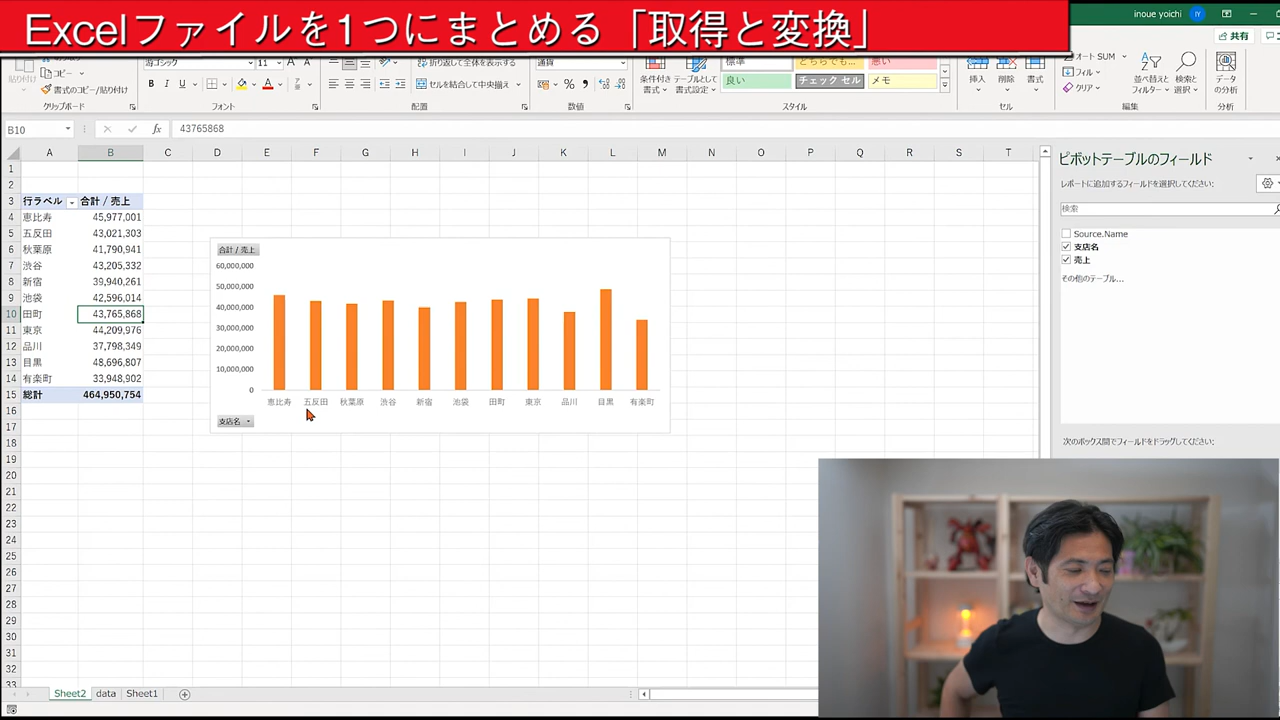 Excelファイルを1つにまとめる「取得と変換」
inoue yoichi IY
共有
貼り付け コピー 游ゴシック 11 折り返して全体を表示する 通貨 条件付き テーブルとして 標準 どちらでも... 悪い 挿入 削除 書式 オート SUM 並べ替えと 検索と データ
書式のコピー/貼り付け B I U セルを結合して中央揃え % 書式 書式設定 良い チェック セル メモ フィル フィルター 選択 の分析
クリア
クリップボード フォント 配置 数値 スタイル セル 編集 分析
B10 fx 43765868
A B C D E F G H I J K L M N O P Q R S T
1
2
3 行ラベル 合計 / 売上
4 恵比寿 45,977,001
5 五反田 43,021,303
6 秋葉原 41,790,941
7 渋谷 43,205,332
8 新宿 39,940,261
9 池袋 42,596,014
10 田町 43,765,868
11 東京 44,209,976
12 品川 37,798,349
13 目黒 48,696,807
14 有楽町 33,948,902
15 総計 464,950,754
16
17
18
19
20
21
22
23
24
25
26
27
28
29
30
31
32
33
合計 / 売上
60,000,000
50,000,000
40,000,000
30,000,000
20,000,000
10,000,000
0
恵比寿 五反田 秋葉原 渋谷 新宿 池袋 田町 東京 品川 目黒 有楽町
支店名
ピボットテーブルのフィールド
レポートに追加するフィールドを選択してください:
検索
Source.Name
支店名
売上
その他のテーブル...
次のボックス間でフィールドをドラッグしてください:
Sheet2 data Sheet1